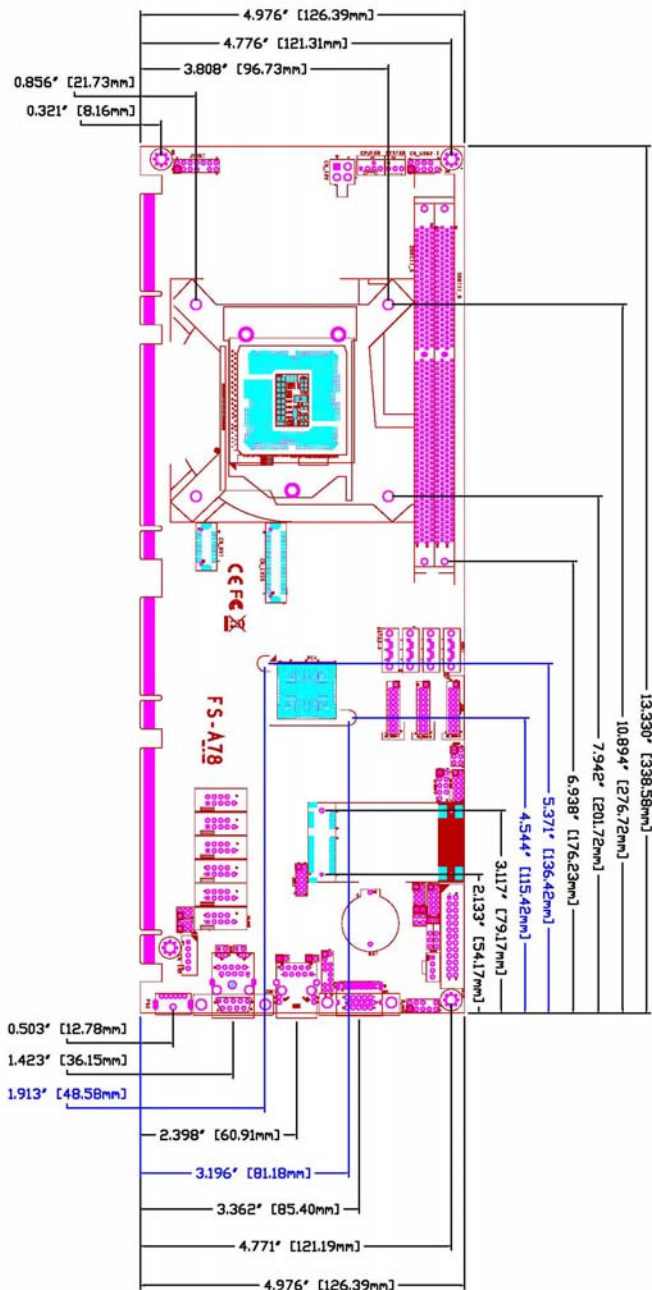 4.976" [126.39mm]
4.776" [121.31mm]
3.808" [96.73mm]
0.856" [21.73mm]
0.321" [8.16mm]
13.330" [338.58mm]
10.894" [276.72mm]
7.942" [201.72mm]
6.938" [176.23mm]
5.371" [136.42mm]
4.544" [115.42mm]
3.117" [79.17mm]
2.133" [54.17mm]
CE FC
FS-A78
0.503" [12.78mm]
1.423" [36.15mm]
1.913" [48.58mm]
2.398" [60.91mm]
3.196" [81.18mm]
3.362" [85.40mm]
4.771" [121.19mm]
4.976" [126.39mm]